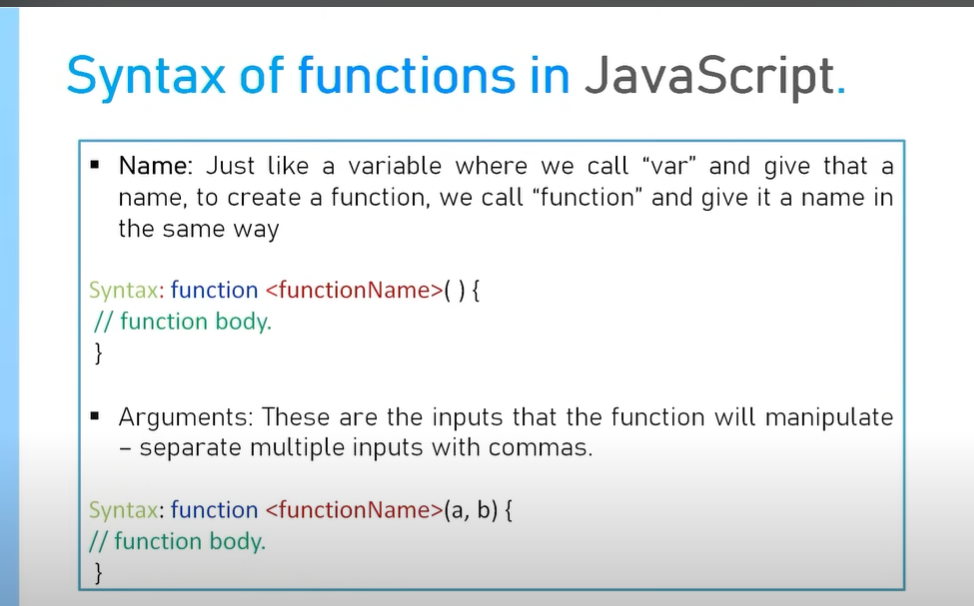 Syntax of functions in JavaScript.
▪ Name: Just like a variable where we call “var” and give that a
name, to create a function, we call “function” and give it a name in
the same way
Syntax: function <functionName>( ) {
// function body.
}
▪ Arguments: These are the inputs that the function will manipulate
– separate multiple inputs with commas.
Syntax: function <functionName>(a, b) {
// function body.
}